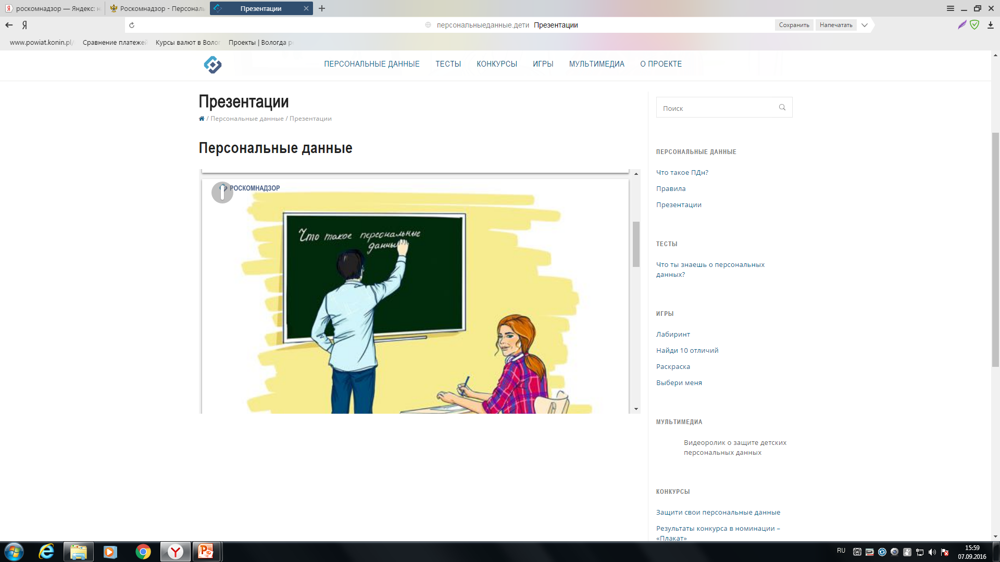 роскомнадзор — Яндекс: н
Роскомнадзор - Персональ
Презентации
персональныеданные.дети Презентации
Сохранить
Напечатать
www.powiat.konin.pl/
Сравнение платежей
Курсы валют в Волог
Проекты | Вологда р
ПЕРСОНАЛЬНЫЕ ДАННЫЕ ТЕСТЫ КОНКУРСЫ ИГРЫ МУЛЬТИМЕДИА О ПРОЕКТЕ
Презентации
/ Персональные данные / Презентации
Персональные данные
РОСКОМНАДЗОР
Что такое персональные
данны
Поиск
ПЕРСОНАЛЬНЫЕ ДАННЫЕ
Что такое ПДн?
Правила
Презентации
ТЕСТЫ
Что ты знаешь о персональных
данных?
ИГРЫ
Лабиринт
Найди 10 отличий
Раскраска
Выбери меня
МУЛЬТИМЕДИА
Видеоролик о защите детских
персональных данных
КОНКУРСЫ
Защити свои персональные данные
Результаты конкурса в номинации –
«Плакат»
RU
15:59
07.09.2016